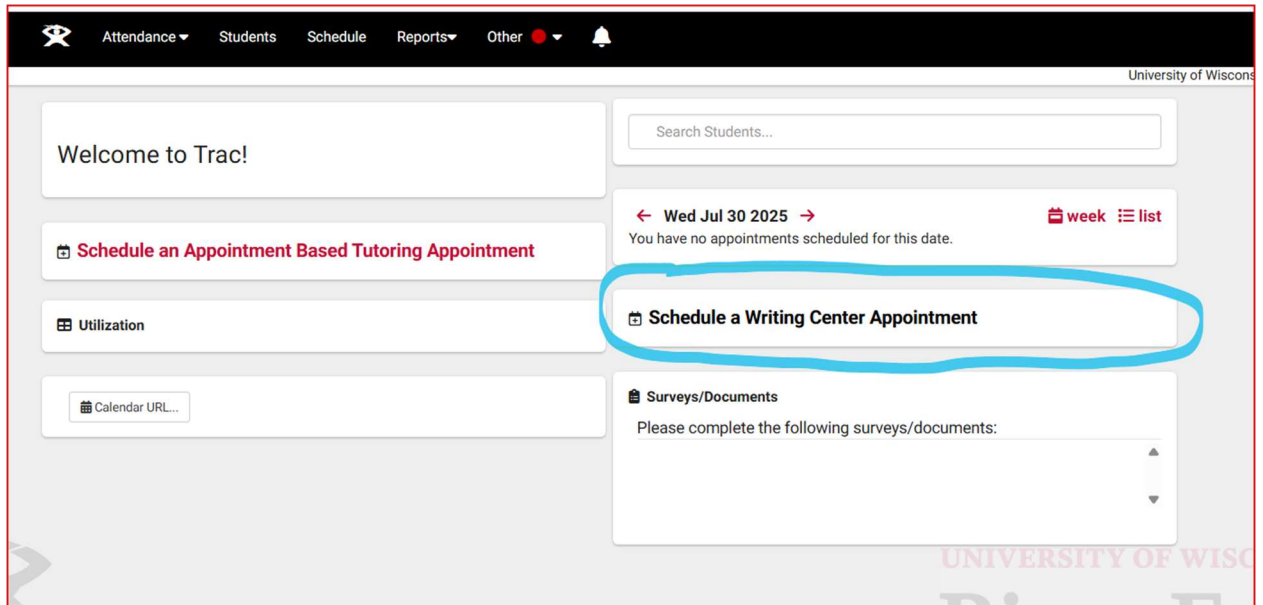 Attendance Students Schedule Reports Other
University of Wiscons
Welcome to Trac!
Schedule an Appointment Based Tutoring Appointment
Utilization
Calendar URL...
Search Students...
Wed Jul 30 2025 week list
You have no appointments scheduled for this date.
Schedule a Writing Center Appointment
Surveys/Documents
Please complete the following surveys/documents:
UNIVERSITY OF WISC